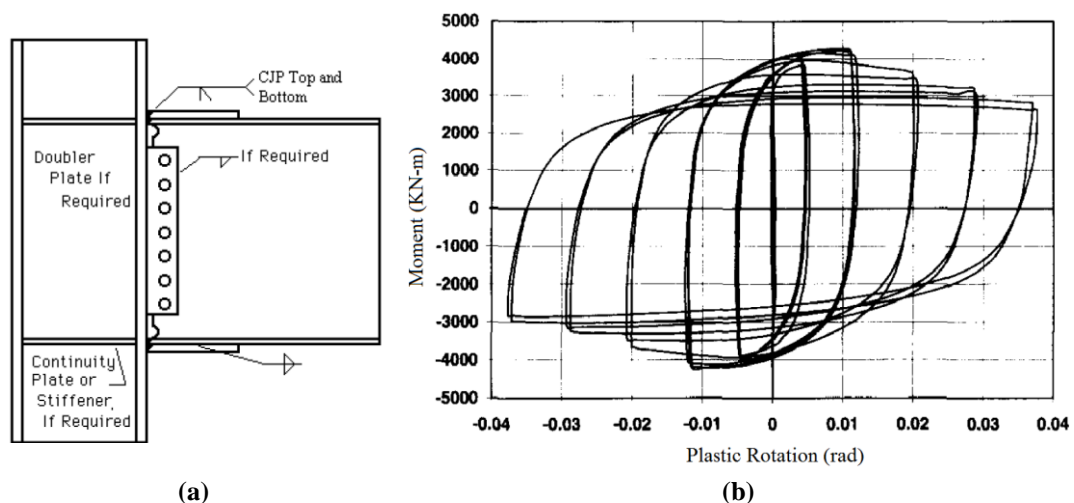 CJP Top and
Bottom
Doubler
Plate If
Required
If Required
Continuity
Plate or
Stiffener,
If Required
(a)
5000
4000
3000
2000
1000
0
-1000
-2000
-3000
-4000
-5000
Moment (KN-m)
-0.04 -0.03 -0.02 -0.01 0 0.01 0.02 0.03 0.04
Plastic Rotation (rad)
(b)